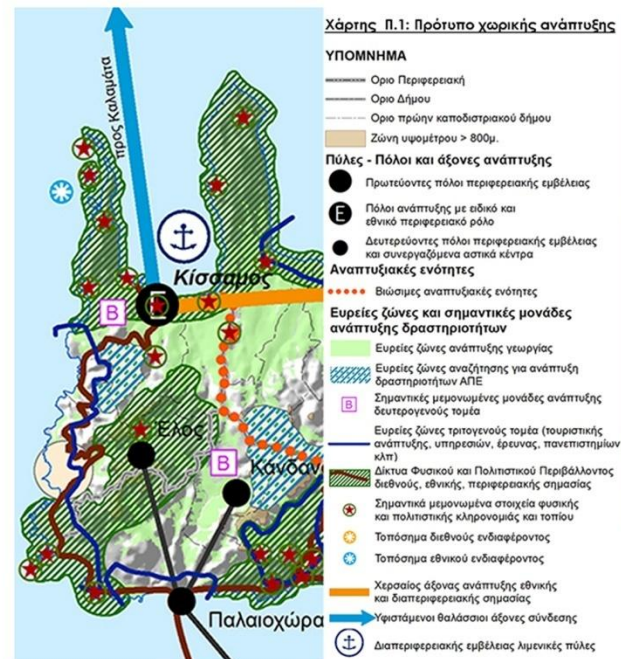 προς Καλαμάτα
Κίσσαμος
E
B
Έλος
B
Κανδαν
Παλαιοχώρα
Χάρτης Π.1: Πρότυπο χωρικής ανάπτυξης
ΥΠΟΜΝΗΜΑ
Οριο Περιφερειακή
Οριο Δήμου
Οριο πρώην καποδιστριακού δήμου
Ζώνη υψομέτρου > 800μ.
Πύλες - Πόλοι και άξονες ανάπτυξης
Πρωτεύοντες πόλοι περιφερειακής εμβέλειας
E
Πόλοι ανάπτυξης με ειδικό και
εθνικό περιφερειακό ρόλο
Δευτερεύοντες πόλοι περιφερειακής εμβέλειας
και συνεργαζόμενα αστικά κέντρα
Αναπτυξιακές ενότητες
Βιώσιμες αναπτυξιακές ενότητες
Ευρείες ζώνες και σημαντικές μονάδες
ανάπτυξης δραστηριοτήτων
Ευρείες ζώνες ανάπτυξης γεωργίας
Ευρείες ζώνες αναζήτησης για ανάπτυξη
δραστηριοτήτων ΑΠΕ
B
Σημαντικές μεμονωμένες μονάδες ανάπτυξης
δευτερογενούς τομέα
Ευρείες ζώνες τριτογενούς τομέα (τουριστικής
ανάπτυξης, υπηρεσιών, έρευνας, πανεπιστημίων
κλπ)
Δίκτυα Φυσικού και Πολιτιστικού Περιβάλλοντος
διεθνούς, εθνικής, περιφερειακής σημασίας
Σημαντικά μεμονωμένα στοιχεία φυσικής
και πολιτιστικής κληρονομιάς και τοπίου
Τοπόσημα διεθνούς ενδιαφέροντος
Τοπόσημα εθνικού ενδιαφέροντος
Χερσαίος άξονας ανάπτυξης εθνικής
και διαπεριφερειακής σημασίας
Υφιστάμενοι θαλάσσιοι άξονες σύνδεσης
Διαπεριφερειακής εμβέλειας λιμενικές πύλες